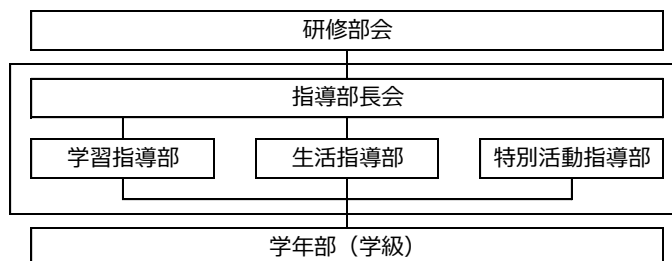 研修部会
指導部長会
学習指導部
生活指導部
特別活動指導部
学年部（学級）